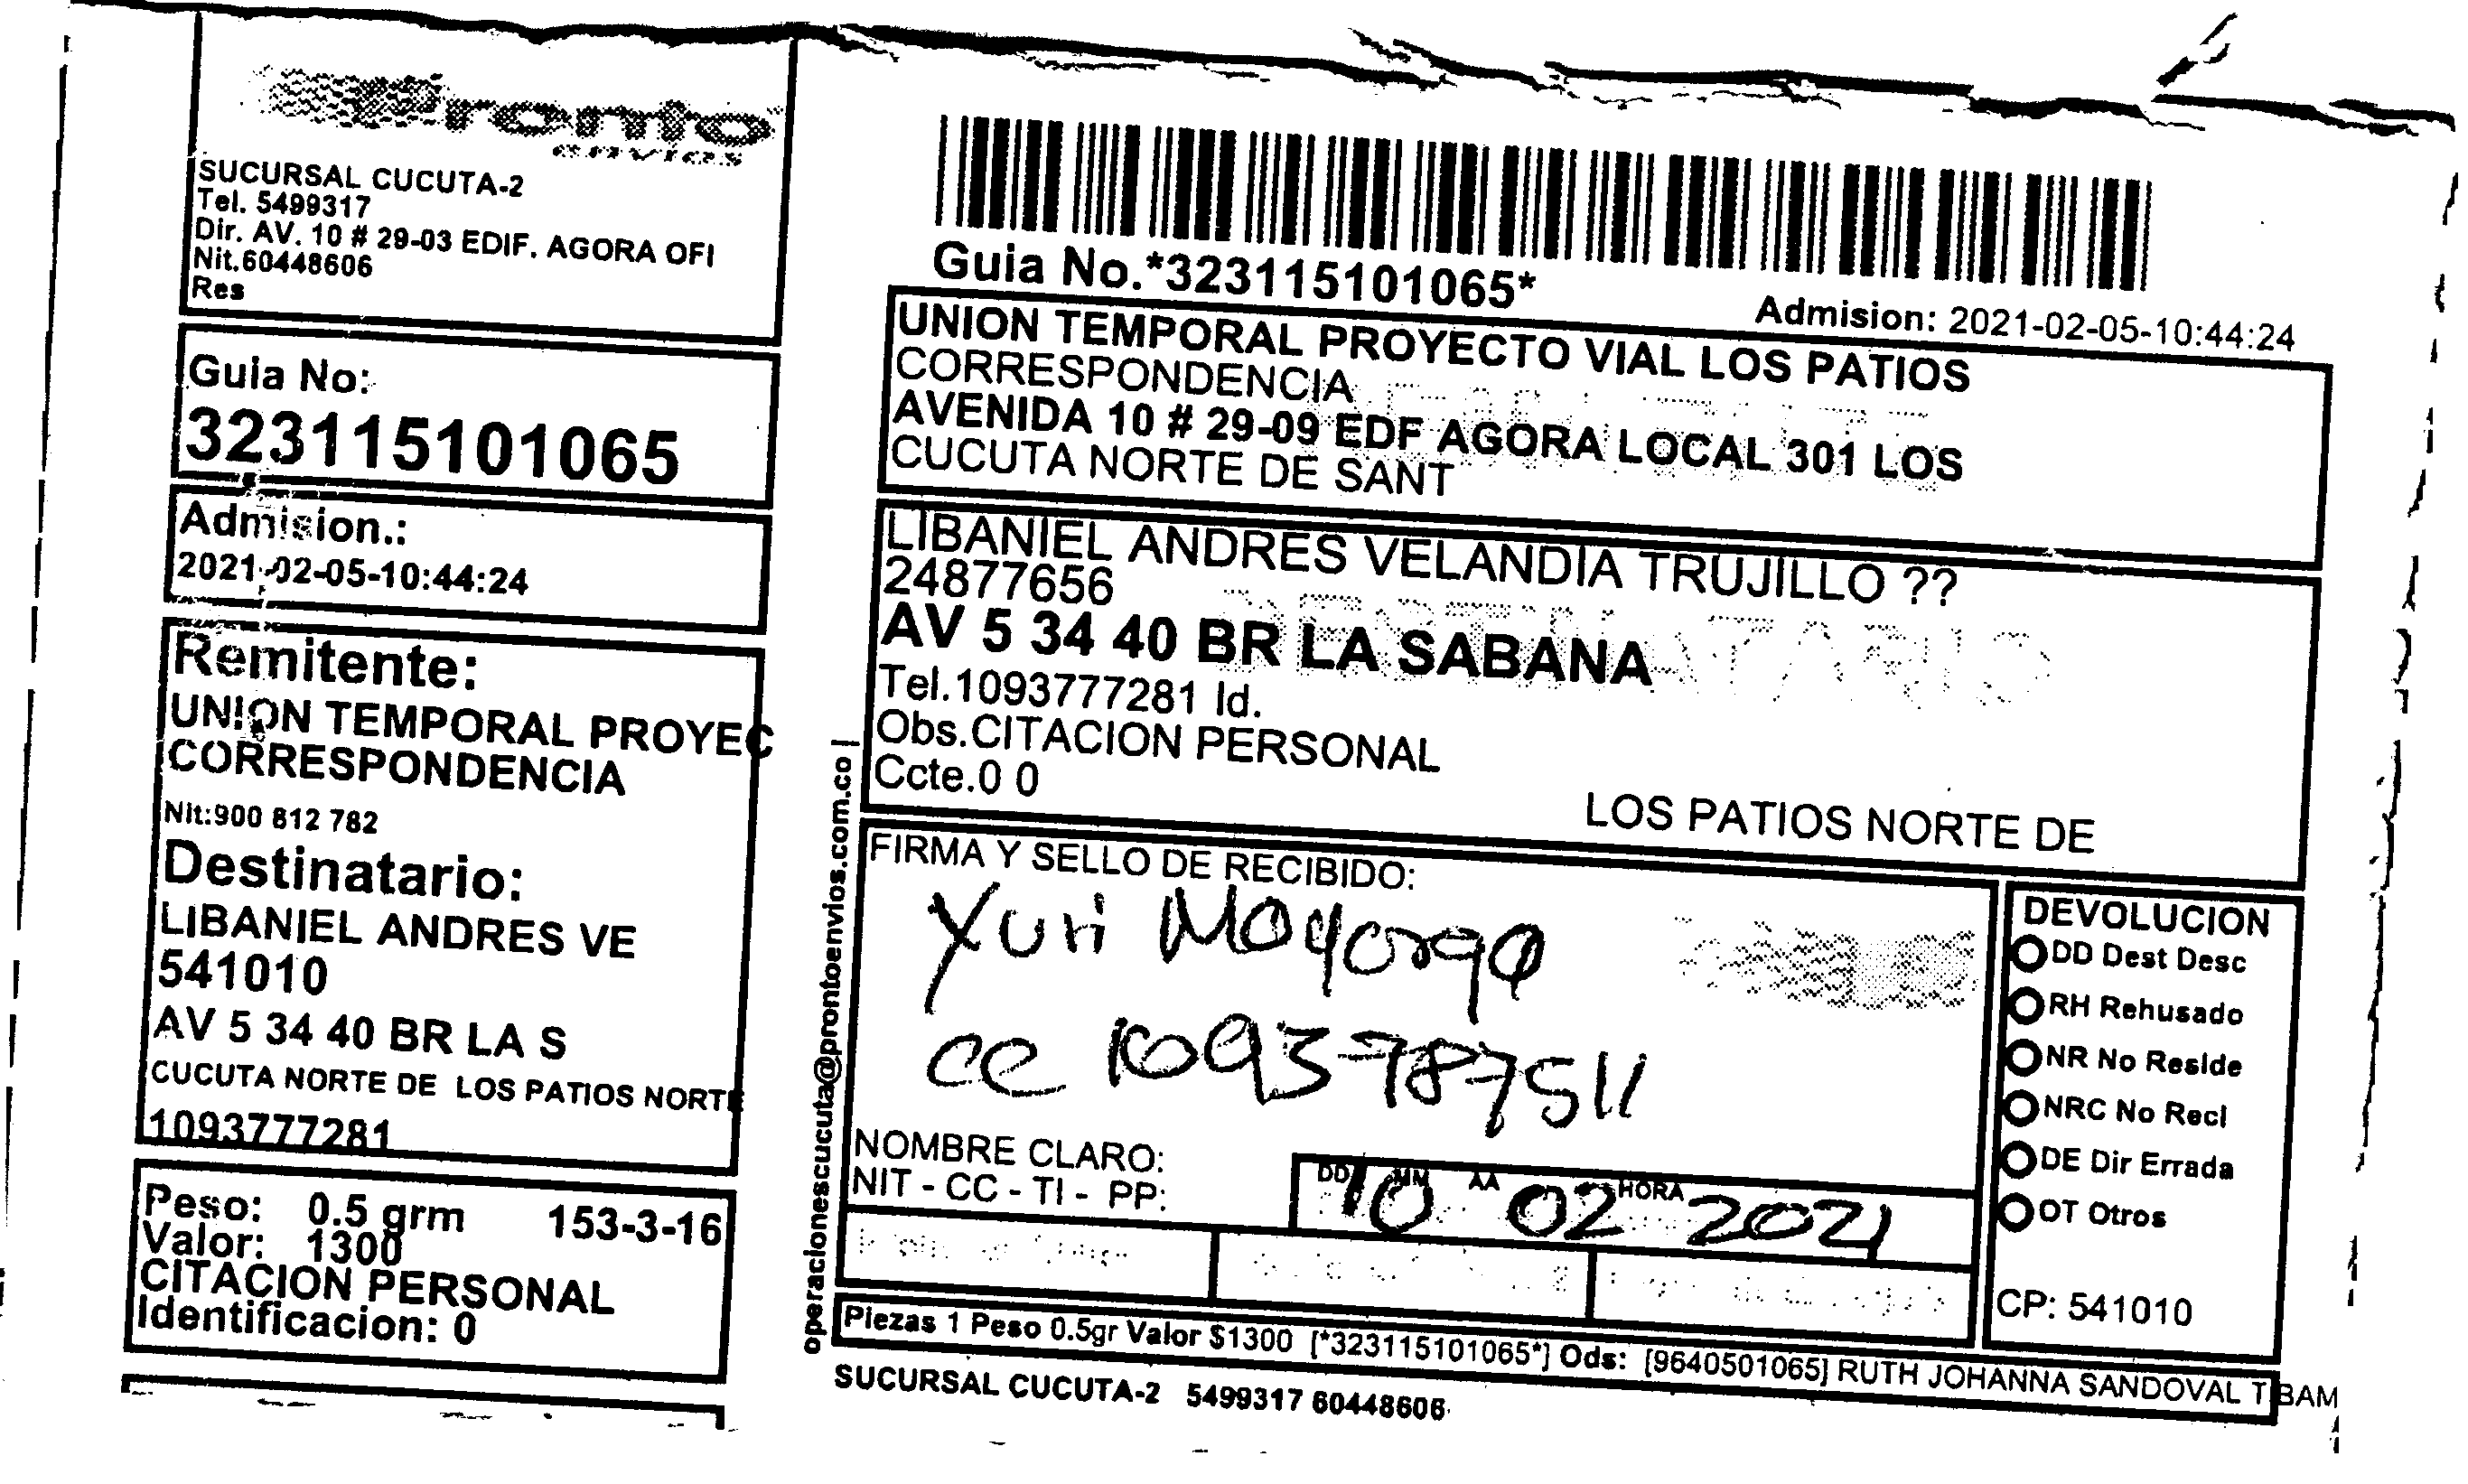 Pronto
envios
SUCURSAL CUCUTA-2
Tel. 5499317
Dir. AV. 10 # 29-03 EDIF. AGORA OFI
Nit.60448606
Res
Guia No:
323115101065
Admision.:
2021-02-05-10:44:24
Remitente:
UNION TEMPORAL PROYEC
CORRESPONDENCIA
Nit:900 812 782
Destinatario:
LIBANIEL ANDRES VE
541010
AV 5 34 40 BR LA S
CUCUTA NORTE DE LOS PATIOS NORTE
1093777281
Peso: 0.5 grm 153-3-16
Valor: 1300
CITACION PERSONAL
Identificacion: 0
operacionescucuta@prontoenvios.com.co |
Guia No.*323115101065*
Admision: 2021-02-05-10:44:24
UNION TEMPORAL PROYECTO VIAL LOS PATIOS
CORRESPONDENCIA
AVENIDA 10 # 29-09 EDF AGORA LOCAL 301 LOS
CUCUTA NORTE DE SANT
LIBANIEL ANDRES VELANDIA TRUJILLO ??
24877656
DESTINATARIO
AV 5 34 40 BR LA SABANA
Tel.1093777281 Id.
Obs.CITACION PERSONAL
Ccte.0 0
LOS PATIOS NORTE DE
FIRMA Y SELLO DE RECIBIDO:
Yuri Mayorga
cc 1093787511
NOMBRE CLARO:
NIT - CC - TI - PP:
DD MM AA HORA
10 02 2021
DEVOLUCION
DD Dest Desc
RH Rehusado
NR No Reside
NRC No Recl
DE Dir Errada
OT Otros
CP: 541010
Piezas 1 Peso 0.5gr Valor $1300 [*323115101065*] Ods: [9640501065] RUTH JOHANNA SANDOVAL TIBAM
SUCURSAL CUCUTA-2 5499317 60448606